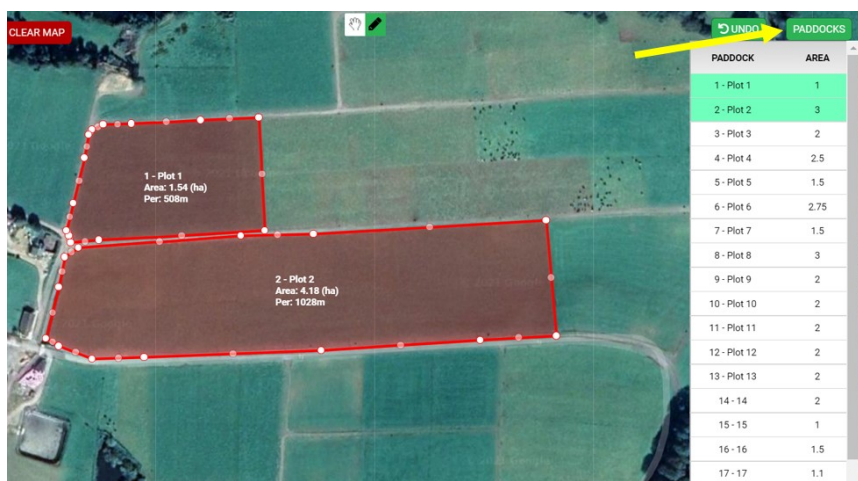 CLEAR MAP
UNDO
PADDOCKS
PADDOCK AREA
1 - Plot 1 1
2 - Plot 2 3
3 - Plot 3 2
4 - Plot 4 2.5
5 - Plot 5 1.5
6 - Plot 6 2.75
7 - Plot 7 1.5
8 - Plot 8 3
9 - Plot 9 2
10 - Plot 10 2
11 - Plot 11 2
12 - Plot 12 2
13 - Plot 13 2
14 - 14 2
15 - 15 1
16 - 16 1.5
17 - 17 1.1
1 - Plot 1
Area: 1.54 (ha)
Per: 508m
2 - Plot 2
Area: 4.18 (ha)
Per: 1028m